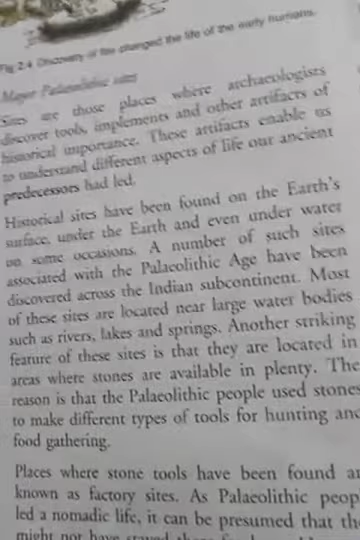 Fig 2.4 Discovery of fire changed the life of the early humans.
Major Palaeolithic sites
Sites are those places where archaeologists
discover tools, implements and other artifacts of
historical importance. These artifacts enable us
to understand different aspects of life our ancient
predecessors had led.
Historical sites have been found on the Earth's
surface, under the Earth and even under water
on some occasions. A number of such sites
associated with the Palaeolithic Age have been
discovered across the Indian subcontinent. Most
of these sites are located near large water bodies
such as rivers, lakes and springs. Another striking
feature of these sites is that they are located in
areas where stones are available in plenty. The
reason is that the Palaeolithic people used stones
to make different types of tools for hunting and
food gathering.
Places where stone tools have been found ar
known as factory sites. As Palaeolithic peop
led a nomadic life, it can be presumed that the
might not have stayed